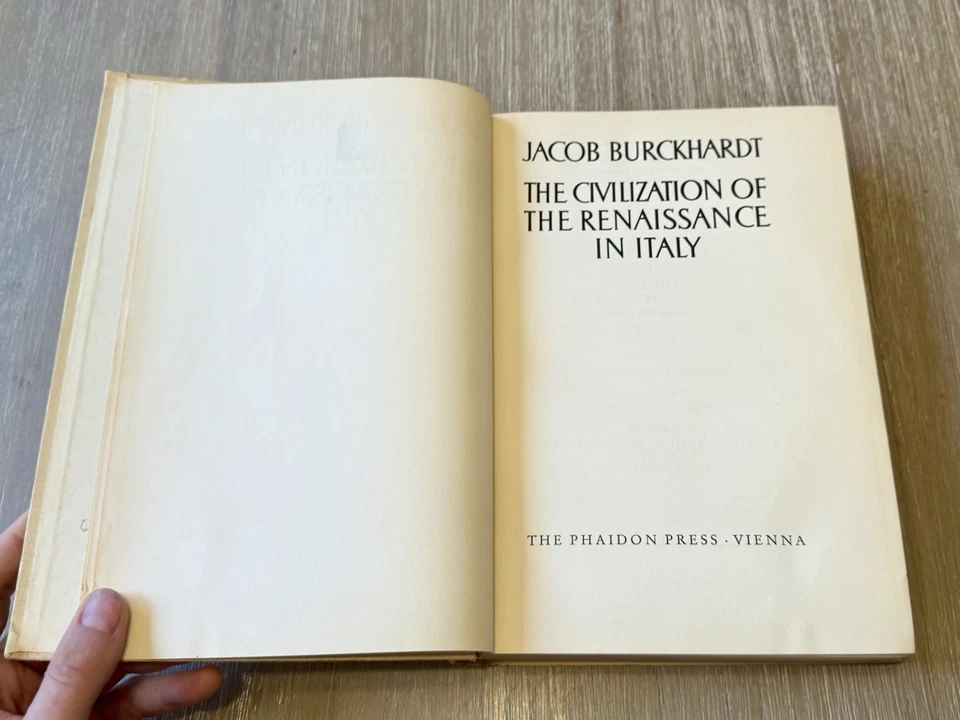 JACOB BURCKHARDT
THE CIVILIZATION OF
THE RENAISSANCE
IN ITALY
THE PHAIDON PRESS · VIENNA